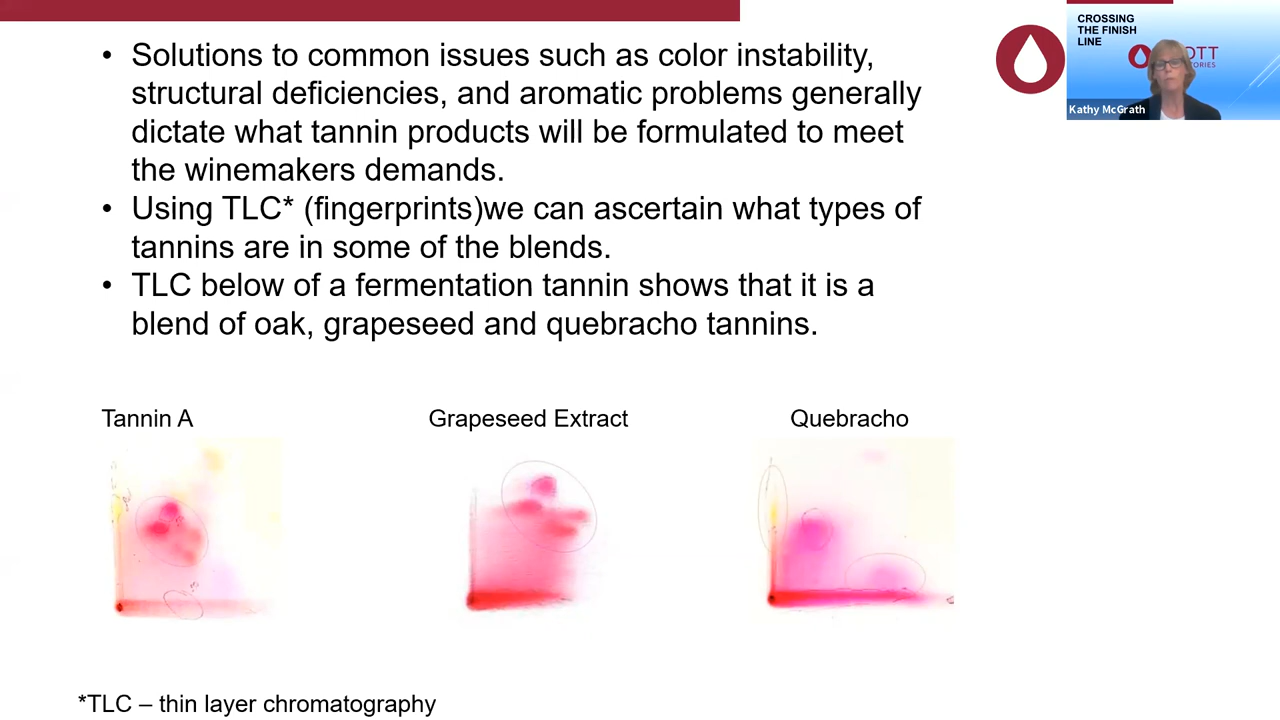 • Solutions to common issues such as color instability,
structural deficiencies, and aromatic problems generally
dictate what tannin products will be formulated to meet
the winemakers demands.
• Using TLC* (fingerprints)we can ascertain what types of
tannins are in some of the blends.
• TLC below of a fermentation tannin shows that it is a
blend of oak, grapeseed and quebracho tannins.
CROSSING
THE FINISH
LINE
OTT
TORIES
Kathy McGrath
Tannin A
Grapeseed Extract
Quebracho
*TLC – thin layer chromatography